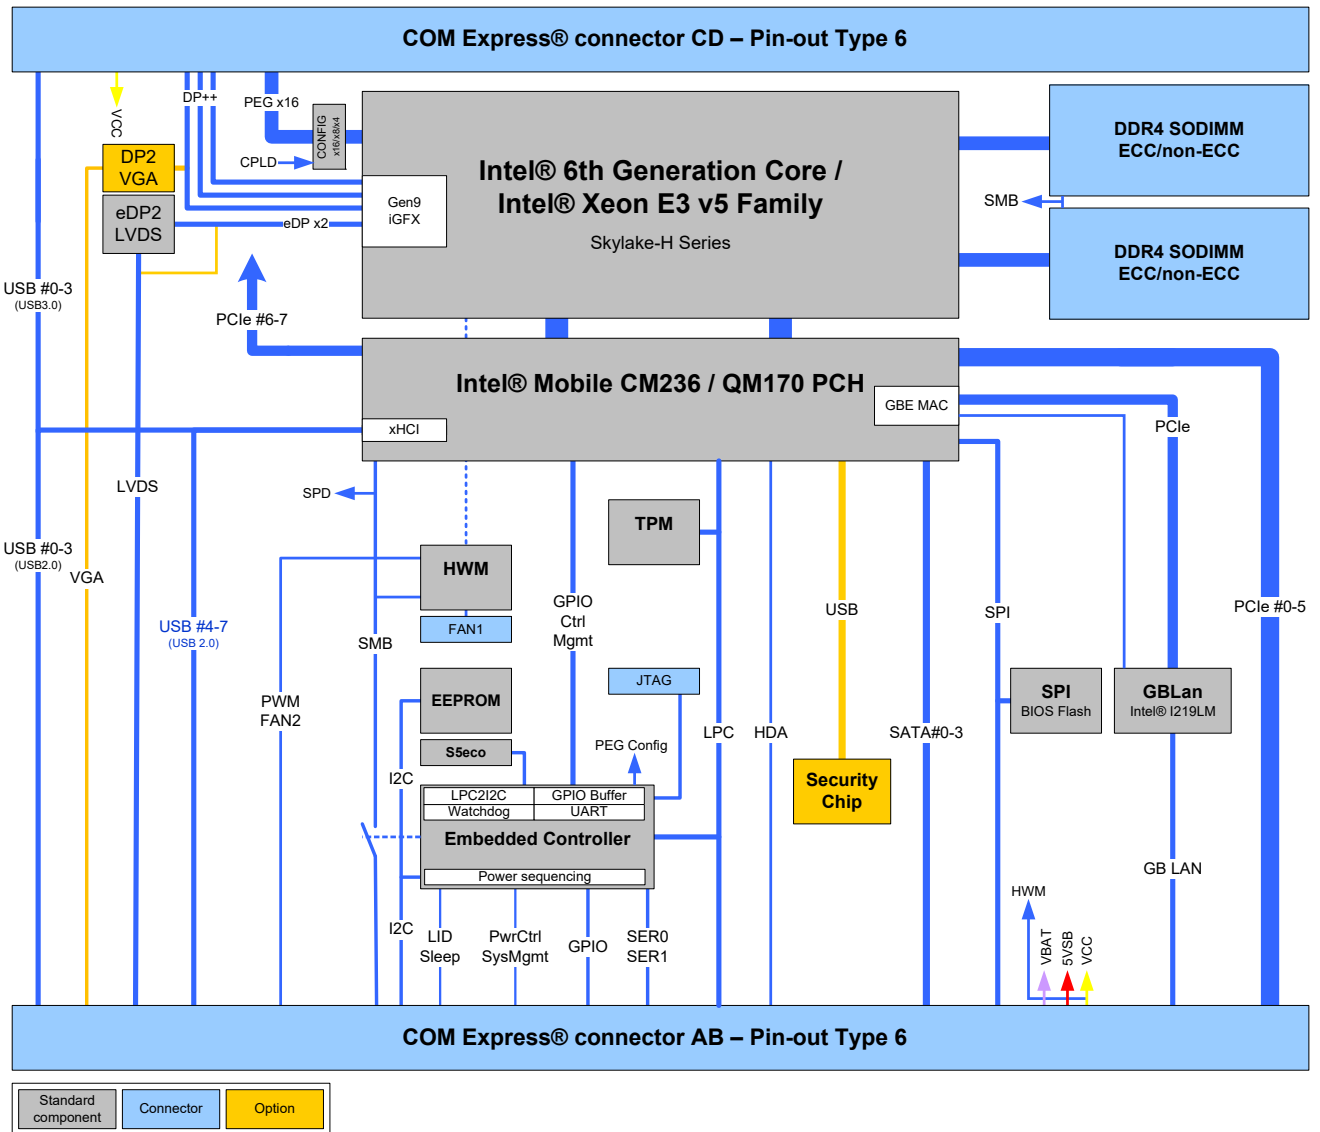 COM Express® connector CD – Pin-out Type 6
VCC
DP++
PEG x16
CONFIG
x16/x8/x4
CPLD
DP2
VGA
eDP2
LVDS
eDP x2
Gen9
iGFX
Intel® 6th Generation Core /
Intel® Xeon E3 v5 Family
Skylake-H Series
DDR4 SODIMM
ECC/non-ECC
SMB
DDR4 SODIMM
ECC/non-ECC
USB #0-3
(USB3.0)
PCIe #6-7
Intel® Mobile CM236 / QM170 PCH
GBE MAC
xHCI
PCIe
LVDS
SPD
TPM
USB #0-3
(USB2.0)
VGA
HWM
FAN1
GPIO
Ctrl
Mgmt
USB
SPI
PCIe #0-5
USB #4-7
(USB 2.0)
SMB
PWM
FAN2
EEPROM
JTAG
SPI
BIOS Flash
GBLan
Intel® I219LM
S5eco
PEG Config
LPC
HDA
SATA#0-3
I2C
LPC2I2C
GPIO Buffer
Watchdog
UART
Embedded Controller
Power sequencing
Security
Chip
GB LAN
I2C
LID
Sleep
PwrCtrl
SysMgmt
GPIO
SER0
SER1
HWM
VBAT
5VSB
VCC
COM Express® connector AB – Pin-out Type 6
Standard
component
Connector
Option